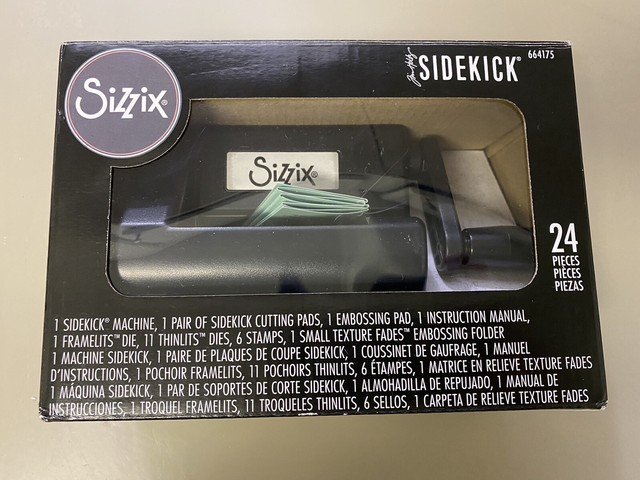 Sizzix®
Tim Holtz
SIDEKICK®
664175
Sizzix®
24
PIECES
PIÈCES
PIEZAS
1 SIDEKICK® MACHINE, 1 PAIR OF SIDEKICK CUTTING PADS, 1 EMBOSSING PAD, 1 INSTRUCTION MANUAL,
1 FRAMELITS™ DIE, 11 THINLITS™ DIES, 6 STAMPS, 1 SMALL TEXTURE FADES™ EMBOSSING FOLDER
1 MACHINE SIDEKICK, 1 PAIRE DE PLAQUES DE COUPE SIDEKICK, 1 COUSSINET DE GAUFRAGE, 1 MANUEL
D'INSTRUCTIONS, 1 POCHOIR FRAMELITS, 11 POCHOIRS THINLITS, 6 ÉTAMPES, 1 MATRICE EN RELIEVE TEXTURE FADES
1 MÁQUINA SIDEKICK, 1 PAR DE SOPORTES DE CORTE SIDEKICK, 1 ALMOHADILLA DE REPUJADO, 1 MANUAL DE
INSTRUCCIONES, 1 TROQUEL FRAMELITS, 11 TROQUELES THINLITS, 6 SELLOS, 1 CARPETA DE RELIEVE TEXTURE FADES